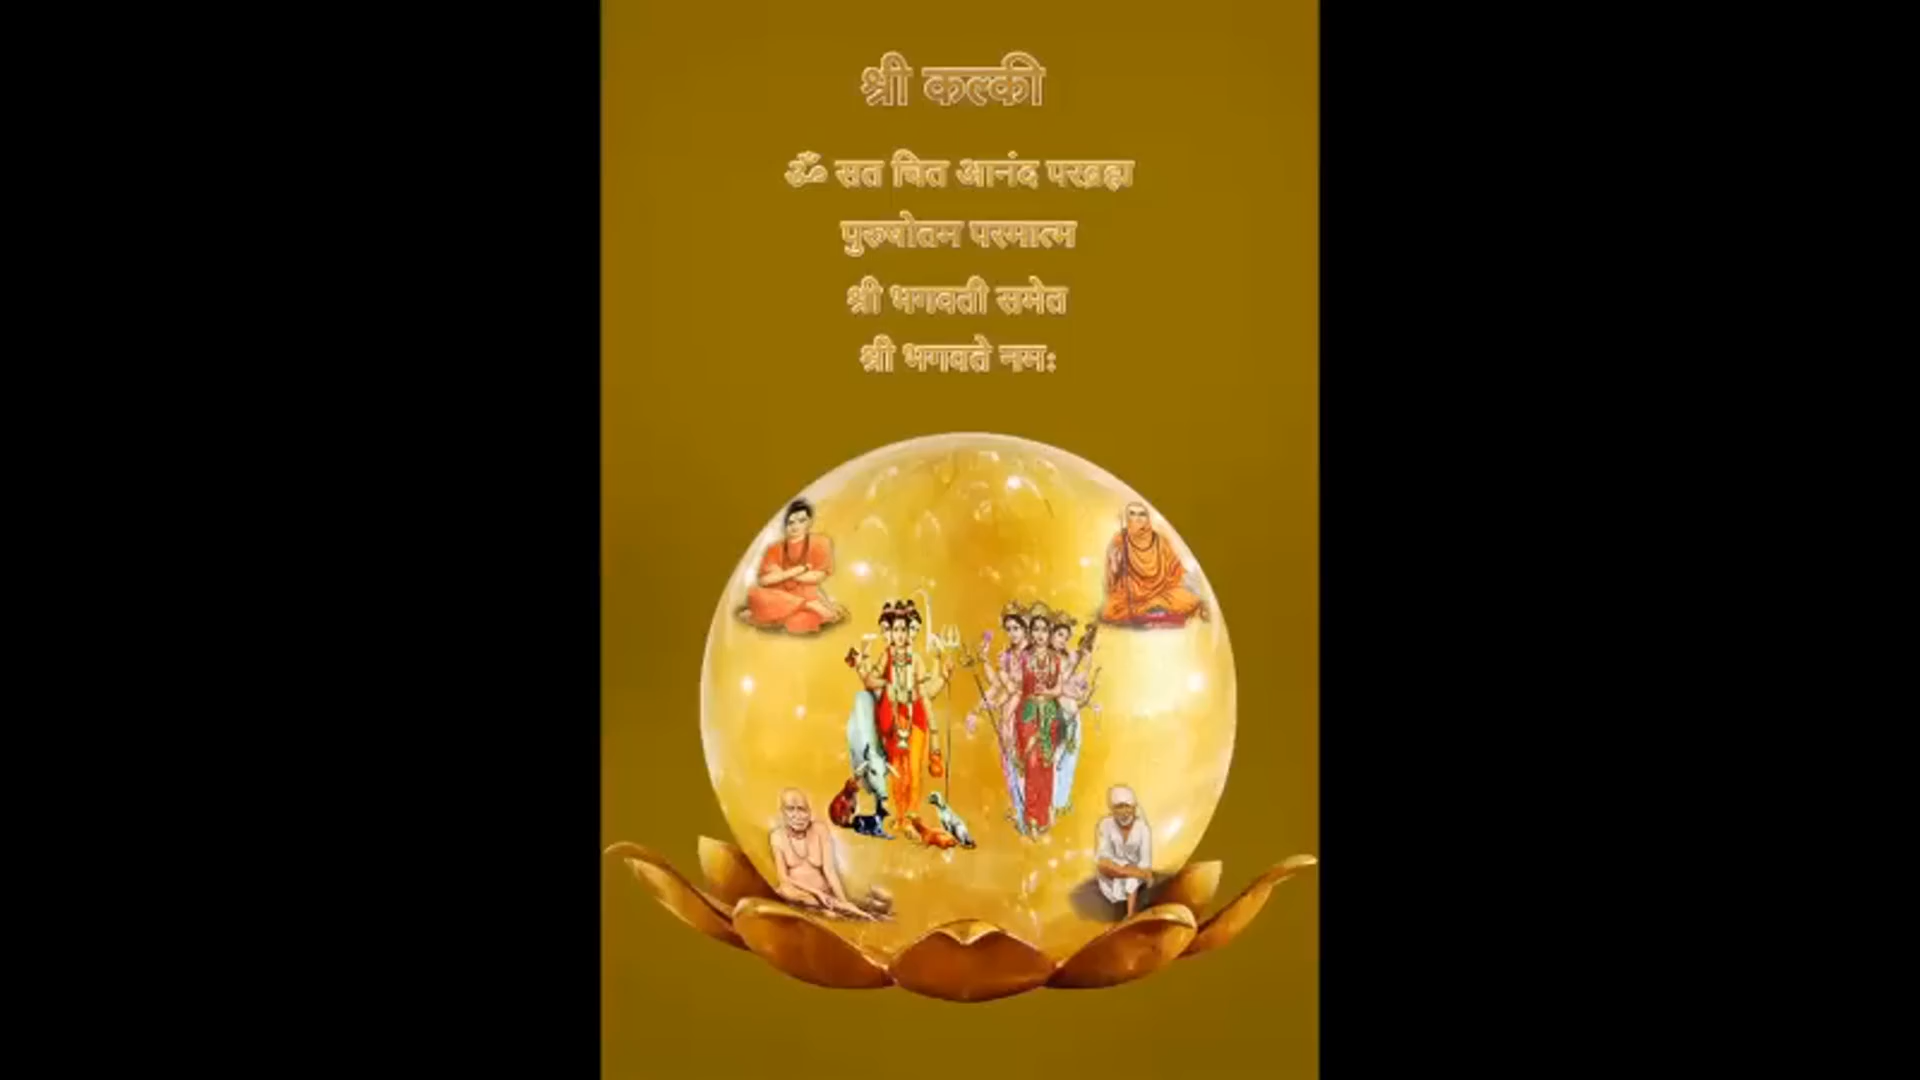 श्री कल्की
ॐ सत चित आनंद परब्रह्म
पुरुषोतम परमात्म
श्री भगवती समेत
श्री भगवते नमः